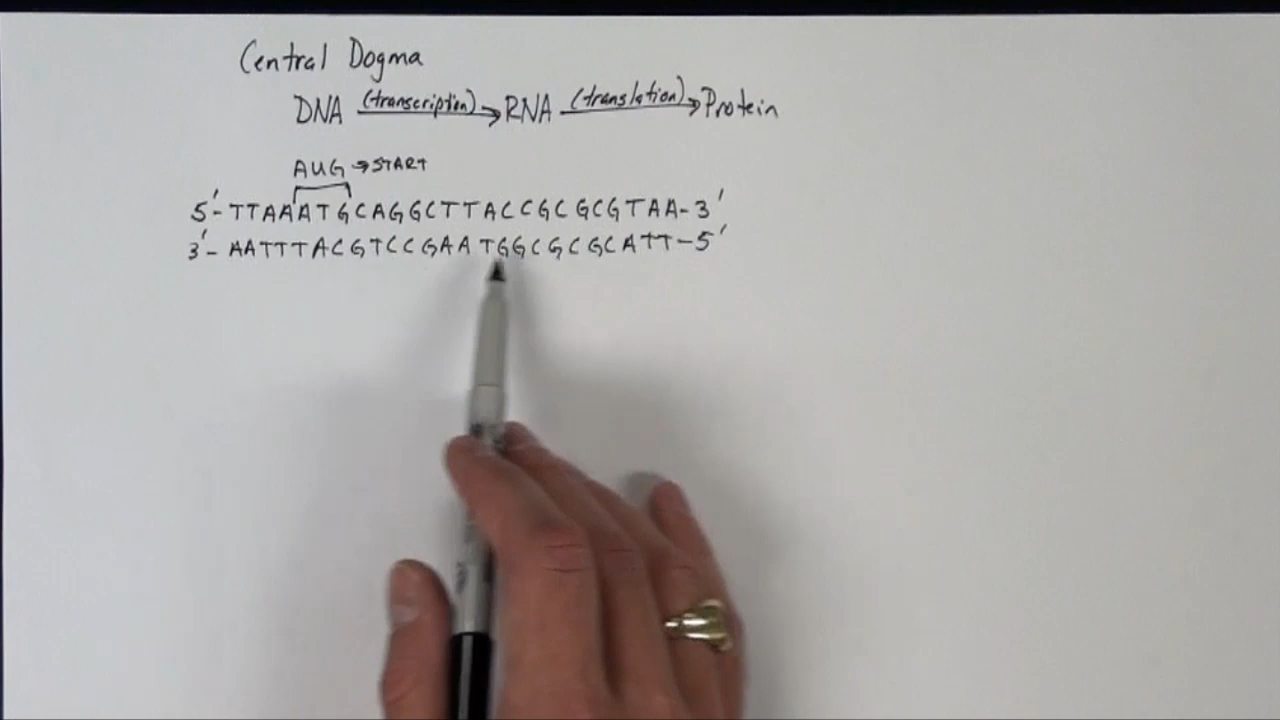 Central Dogma
DNA (transcription) → RNA (translation) → Protein
AUG → START
5'- TTAAATGCAGGCTTACCGCGCGTAA-3'
3'- AATTTACGTCCGAATGGCGCGCATT-5'